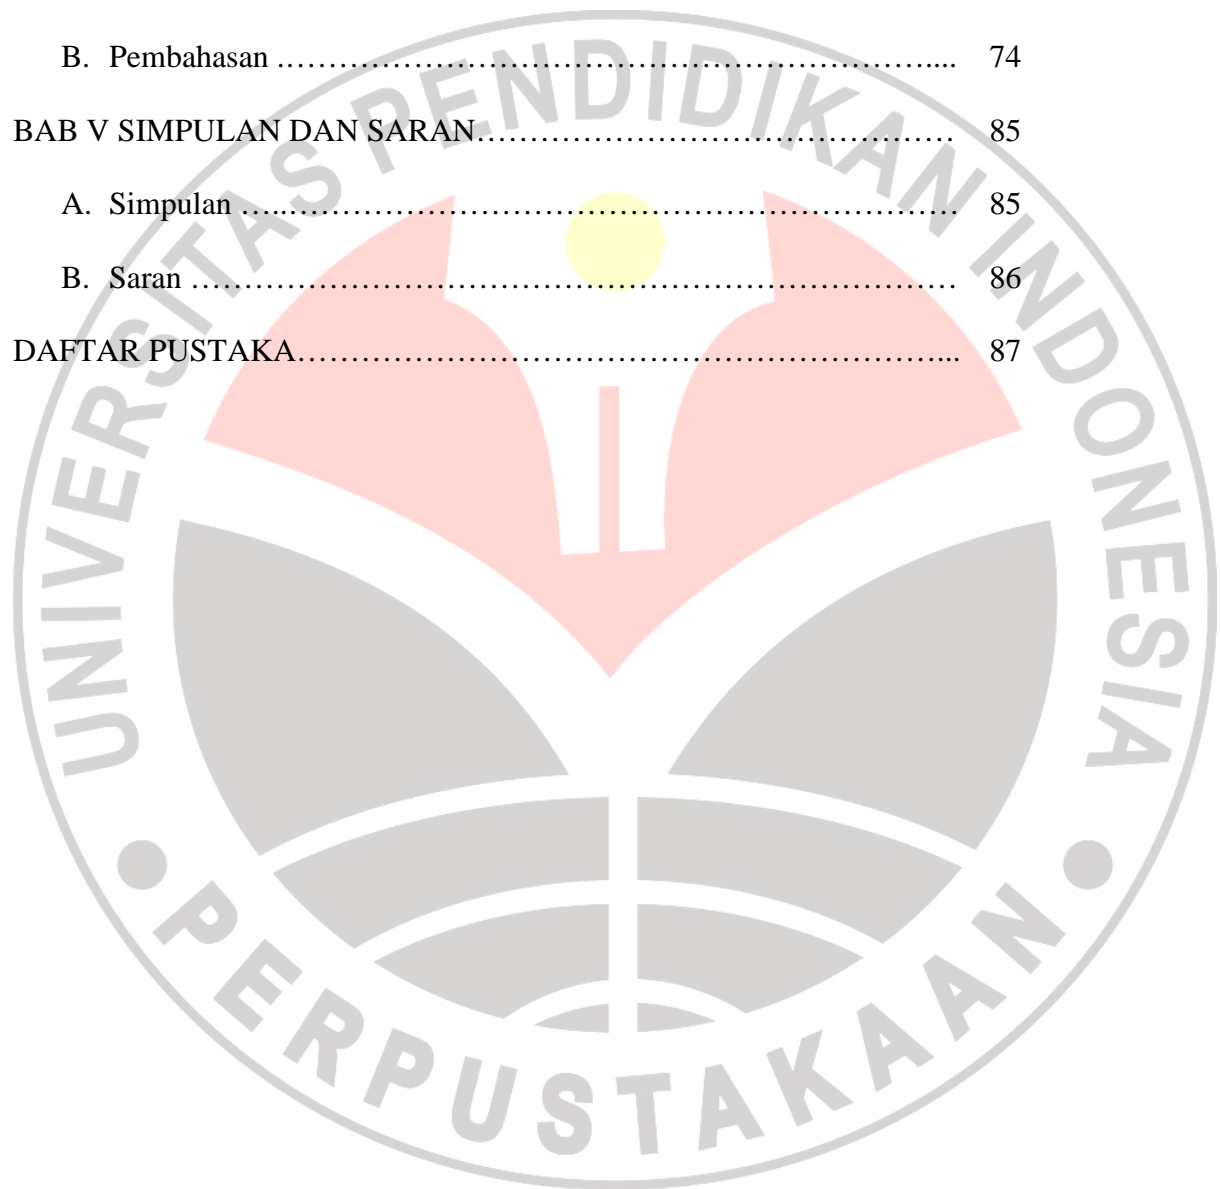 B. Pembahasan .………………………………………………………….... 74
BAB V SIMPULAN DAN SARAN……………………………………… 85
A. Simpulan …..……………………………………………………… 85
B. Saran ……………………………………………………………… 86
DAFTAR PUSTAKA……………………………………………………... 87
UNIVERSITAS PENDIDIKAN INDONESIA
PERPUSTAKAAN